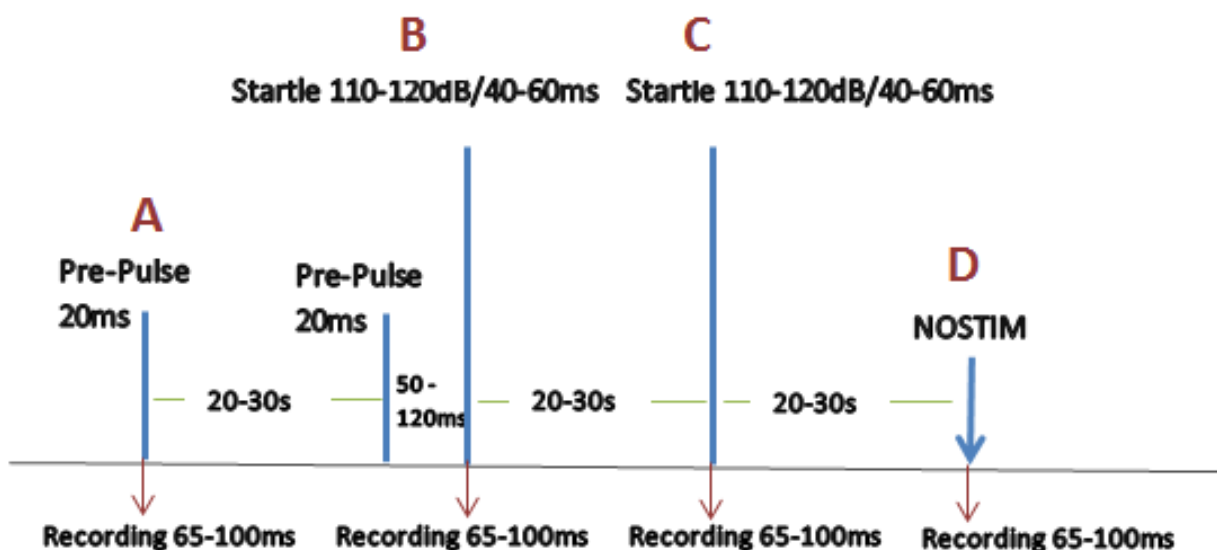 B
C
Startle 110-120dB/40-60ms
Startle 110-120dB/40-60ms
A
Pre-Pulse
20ms
Pre-Pulse
20ms
D
NOSTIM
20-30s
50 -
120ms
20-30s
20-30s
Recording 65-100ms
Recording 65-100ms
Recording 65-100ms
Recording 65-100ms